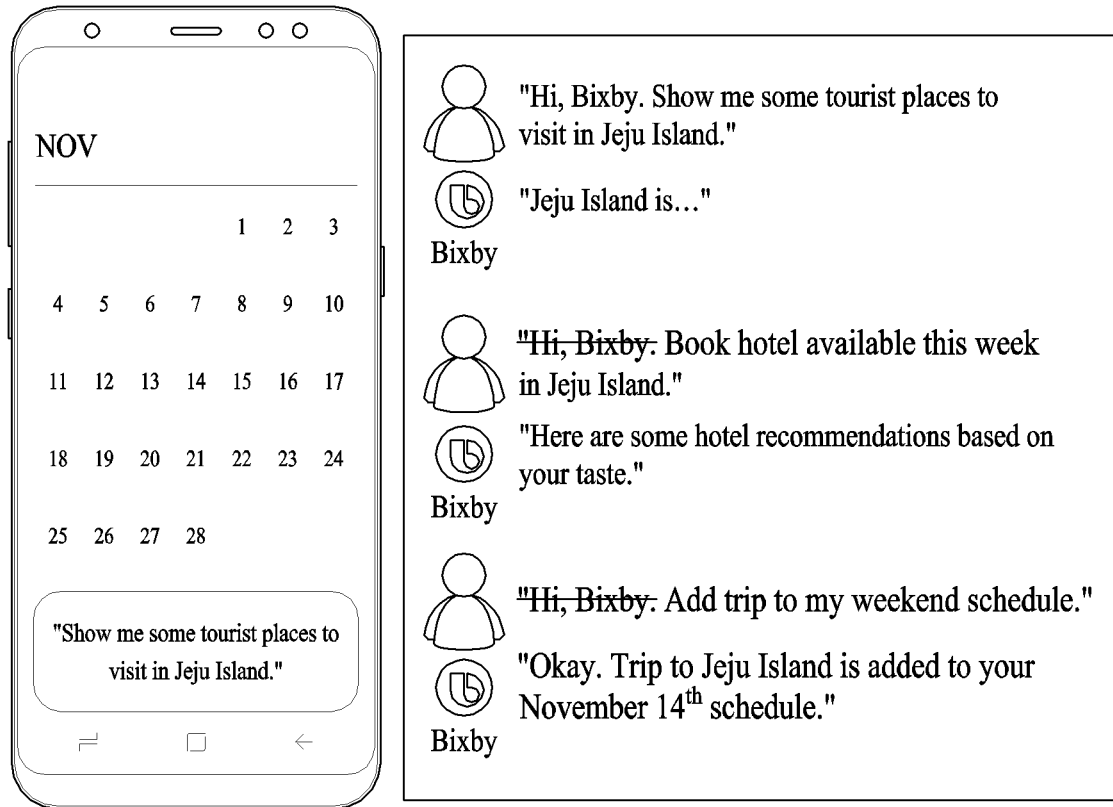 NOV
1 2 3
4 5 6 7 8 9 10
11 12 13 14 15 16 17
18 19 20 21 22 23 24
25 26 27 28
"Show me some tourist places to
visit in Jeju Island."
"Hi, Bixby. Show me some tourist places to
visit in Jeju Island."
"Jeju Island is..."
Bixby
"Hi, Bixby. Book hotel available this week
in Jeju Island."
"Here are some hotel recommendations based on
your taste."
Bixby
"Hi, Bixby. Add trip to my weekend schedule."
"Okay. Trip to Jeju Island is added to your
November 14th schedule."
Bixby